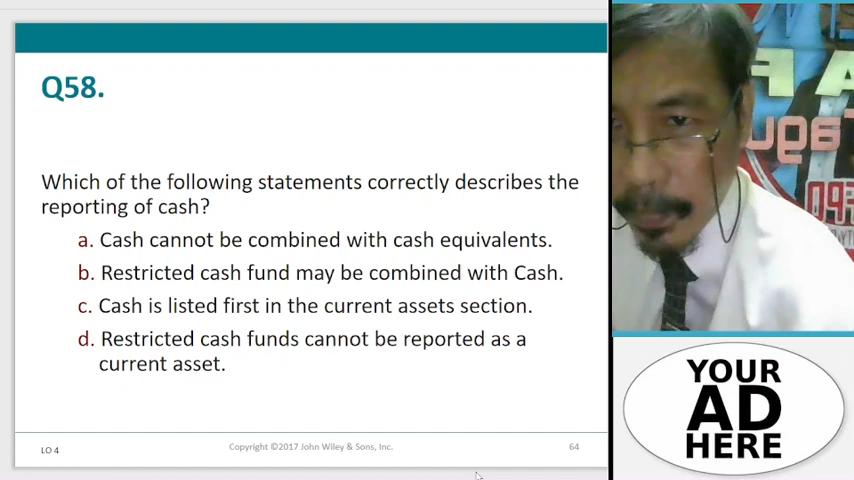 Q58.
Which of the following statements correctly describes the
reporting of cash?
a. Cash cannot be combined with cash equivalents.
b. Restricted cash fund may be combined with Cash.
c. Cash is listed first in the current assets section.
d. Restricted cash funds cannot be reported as a
current asset.
LO 4
Copyright ©2017 John Wiley & Sons, Inc.
64
YOUR
AD
HERE